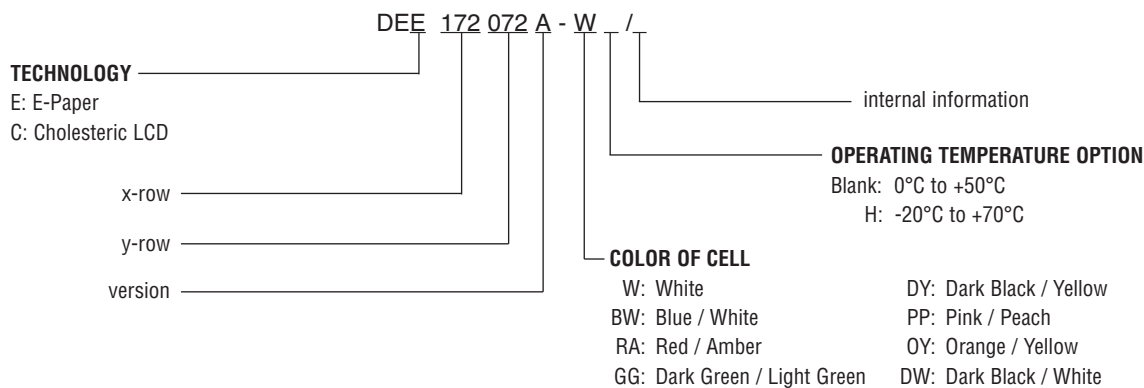 DEE 172 072 A - W _ /_
TECHNOLOGY
E: E-Paper
C: Cholesteric LCD
x-row
y-row
version
internal information
OPERATING TEMPERATURE OPTION
Blank: 0°C to +50°C
H: -20°C to +70°C
COLOR OF CELL
W: White
BW: Blue / White
RA: Red / Amber
GG: Dark Green / Light Green
DY: Dark Black / Yellow
PP: Pink / Peach
OY: Orange / Yellow
DW: Dark Black / White